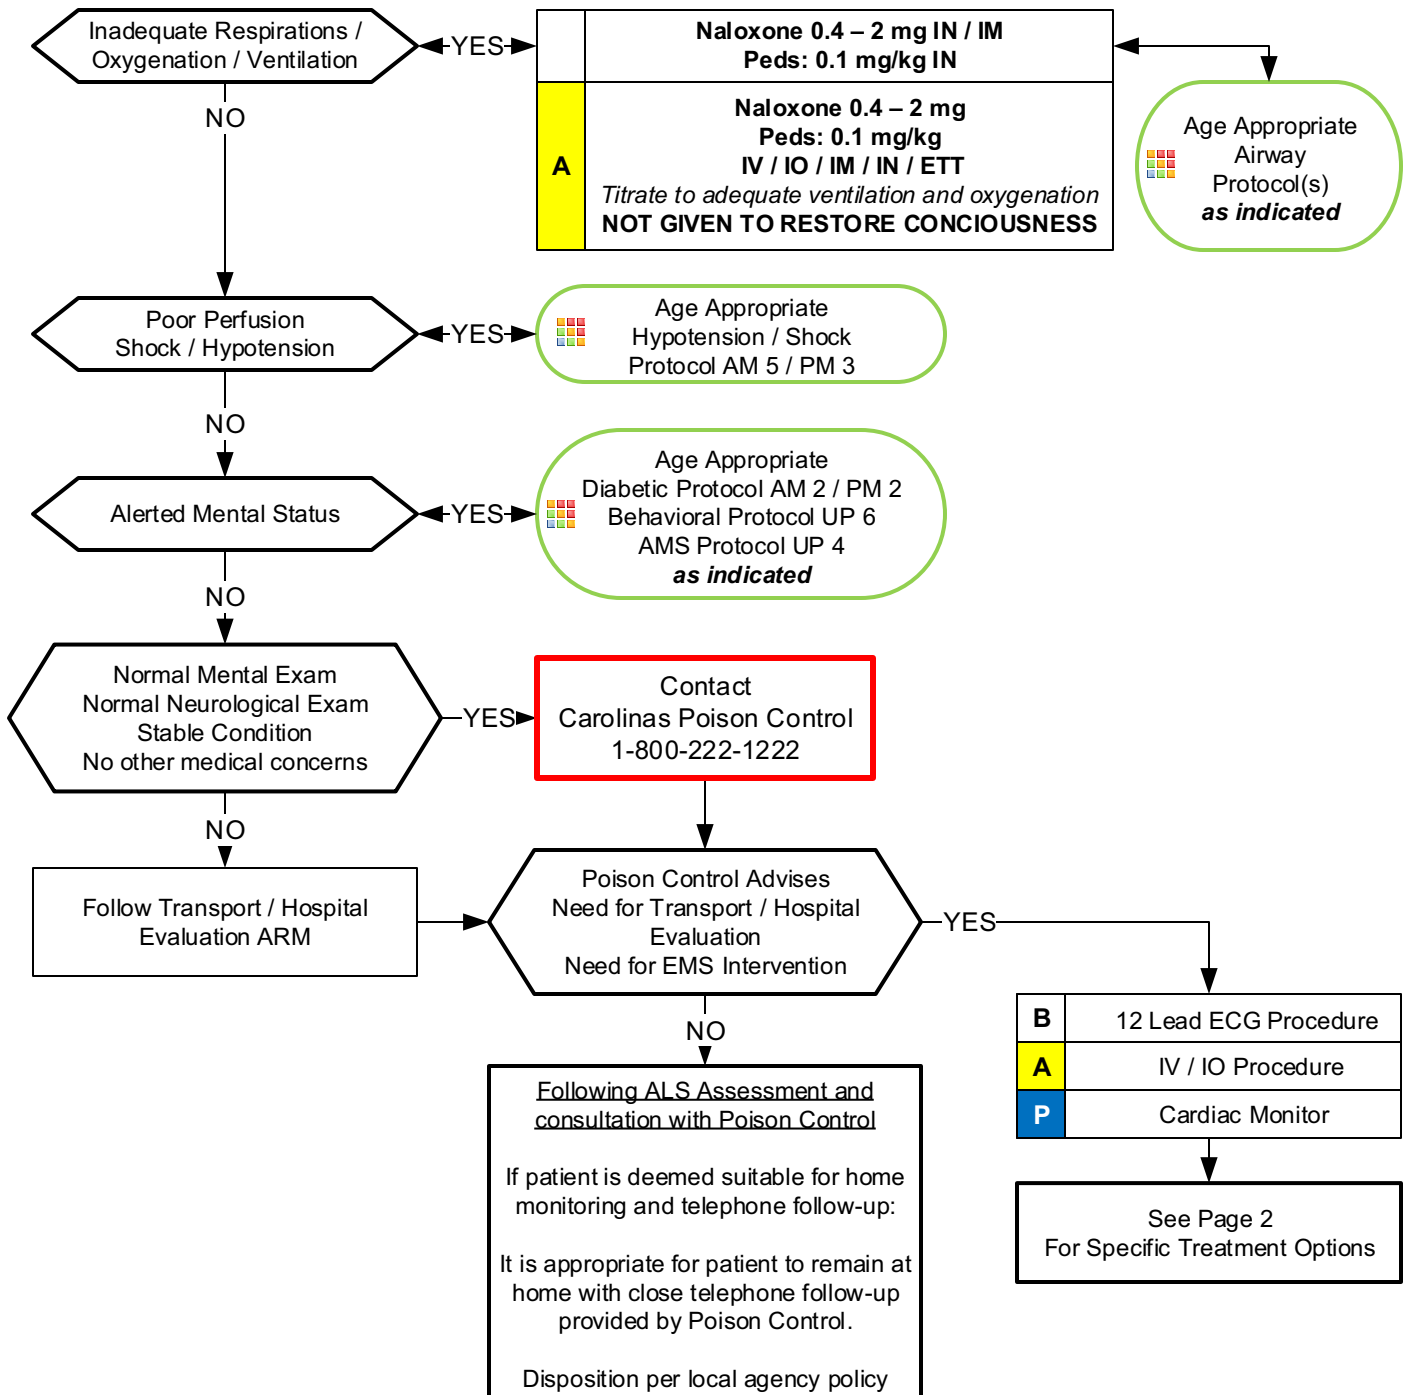 Inadequate Respirations /
Oxygenation / Ventilation
YES
Naloxone 0.4 – 2 mg IN / IM
Peds: 0.1 mg/kg IN
A
Naloxone 0.4 – 2 mg
Peds: 0.1 mg/kg
IV / IO / IM / IN / ETT
Titrate to adequate ventilation and oxygenation
NOT GIVEN TO RESTORE CONCIOUSNESS
Age Appropriate
Airway
Protocol(s)
as indicated
NO
Poor Perfusion
Shock / Hypotension
YES
Age Appropriate
Hypotension / Shock
Protocol AM 5 / PM 3
NO
Alerted Mental Status
YES
Age Appropriate
Diabetic Protocol AM 2 / PM 2
Behavioral Protocol UP 6
AMS Protocol UP 4
as indicated
NO
Normal Mental Exam
Normal Neurological Exam
Stable Condition
No other medical concerns
YES
Contact
Carolinas Poison Control
1-800-222-1222
NO
Follow Transport / Hospital
Evaluation ARM
Poison Control Advises
Need for Transport / Hospital
Evaluation
Need for EMS Intervention
YES
B
12 Lead ECG Procedure
A
IV / IO Procedure
P
Cardiac Monitor
See Page 2
For Specific Treatment Options
NO
Following ALS Assessment and
consultation with Poison Control
If patient is deemed suitable for home
monitoring and telephone follow-up:
It is appropriate for patient to remain at
home with close telephone follow-up
provided by Poison Control.
Disposition per local agency policy